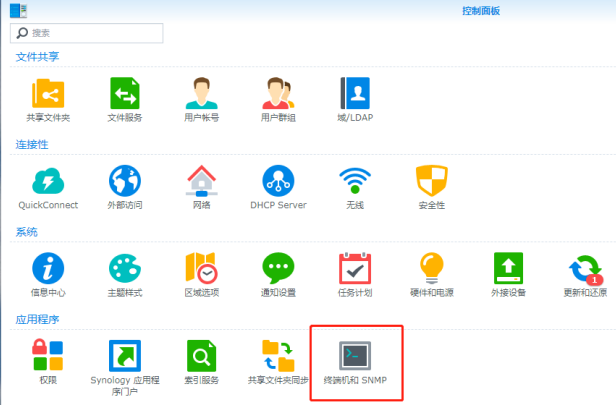 控制面板
搜索
文件共享
共享文件夹 文件服务 用户帐号 用户群组 域/LDAP
连接性
QuickConnect 外部访问 网络 DHCP Server 无线 安全性
系统
信息中心 主题样式 区域选项 通知设置 任务计划 硬件和电源 外接设备 更新和还原
1
应用程序
权限 Synology 应用程序门户 索引服务 共享文件夹同步 终端机和 SNMP